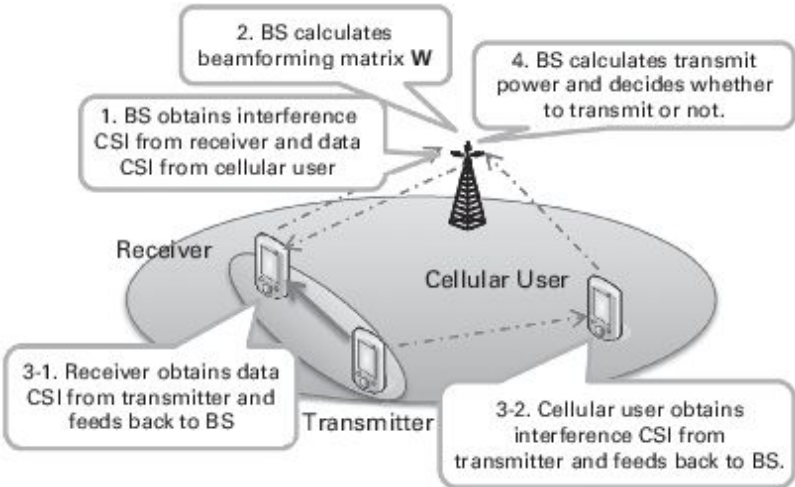 2. BS calculates
beamforming matrix W
4. BS calculates transmit
power and decides whether
to transmit or not.
1. BS obtains interference
CSI from receiver and data
CSI from cellular user
Receiver
Cellular User
3-1. Receiver obtains data
CSI from transmitter and
feeds back to BS
Transmitter
3-2. Cellular user obtains
interference CSI from
transmitter and feeds back to BS.